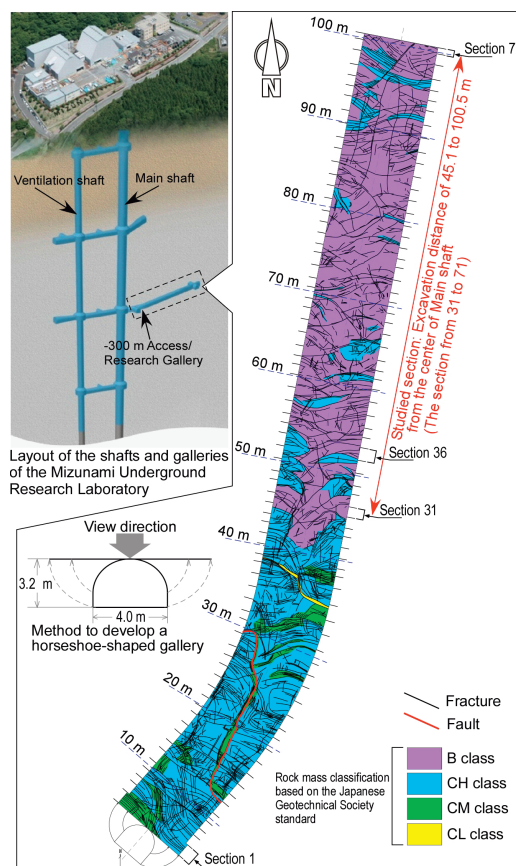 100 m
Section 7
N
90 m
Ventilation shaft
Main shaft
80 m
70 m
-300 m Access/
Research Gallery
60 m
Studied section: Excavation distance of 45.1 to 100.5 m
from the center of Main shaft
(The section from 31 to 71)
Layout of the shafts and galleries
of the Mizunami Underground
Research Laboratory
50 m
Section 36
Section 31
40 m
View direction
3.2 m
4.0 m
Method to develop a
horseshoe-shaped gallery
30 m
20 m
10 m
Fracture
Fault
Rock mass classification
based on the Japanese
Geotechnical Society
standard
B class
CH class
CM class
CL class
Section 1